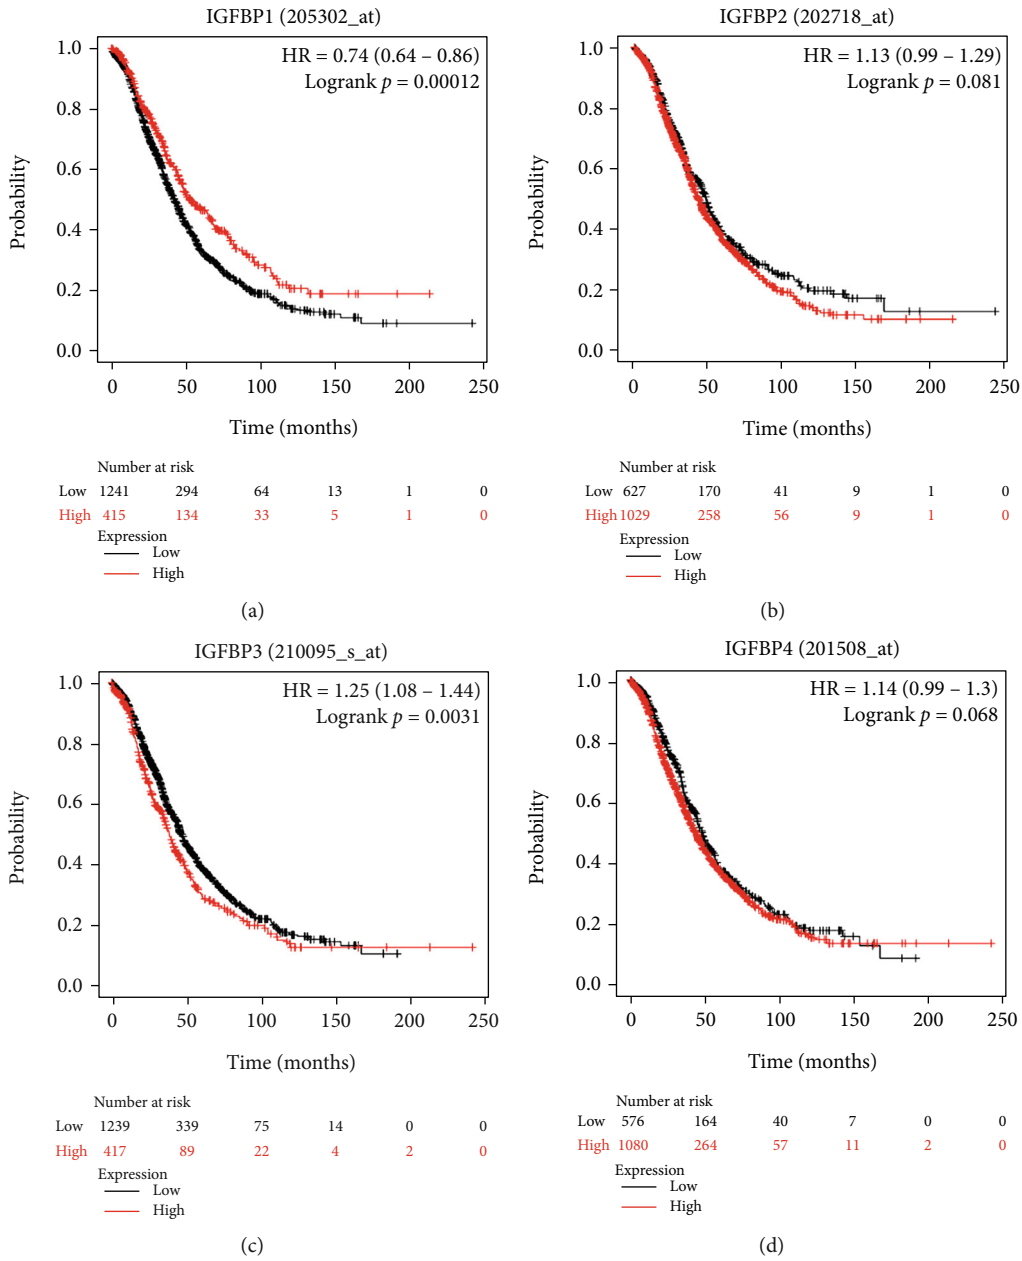 IGFBP1 (205302_at)
HR = 0.74 (0.64 – 0.86)
Logrank p = 0.00012
Probability
1.0
0.8
0.6
0.4
0.2
0.0
0 50 100 150 200 250
Time (months)
Number at risk
Low 1241 294 64 13 1 0
High 415 134 33 5 1 0
Expression
Low
High
(a)
IGFBP2 (202718_at)
HR = 1.13 (0.99 – 1.29)
Logrank p = 0.081
Probability
1.0
0.8
0.6
0.4
0.2
0.0
0 50 100 150 200 250
Time (months)
Number at risk
Low 627 170 41 9 1 0
High 1029 258 56 9 1 0
Expression
Low
High
(b)
IGFBP3 (210095_s_at)
HR = 1.25 (1.08 – 1.44)
Logrank p = 0.0031
Probability
1.0
0.8
0.6
0.4
0.2
0.0
0 50 100 150 200 250
Time (months)
Number at risk
Low 1239 339 75 14 0 0
High 417 89 22 4 2 0
Expression
Low
High
(c)
IGFBP4 (201508_at)
HR = 1.14 (0.99 – 1.3)
Logrank p = 0.068
Probability
1.0
0.8
0.6
0.4
0.2
0.0
0 50 100 150 200 250
Time (months)
Number at risk
Low 576 164 40 7 0 0
High 1080 264 57 11 2 0
Expression
Low
High
(d)